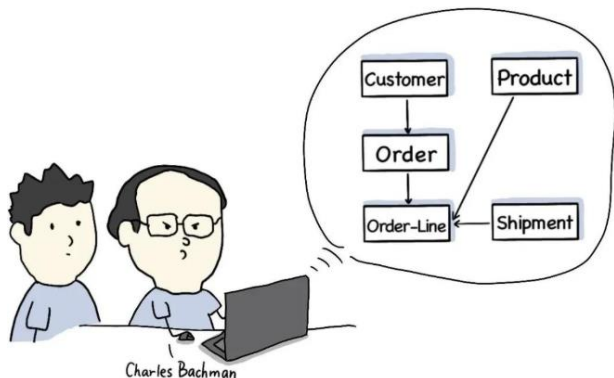 Customer
Product
Order
Order-Line
Shipment
Charles Bachman